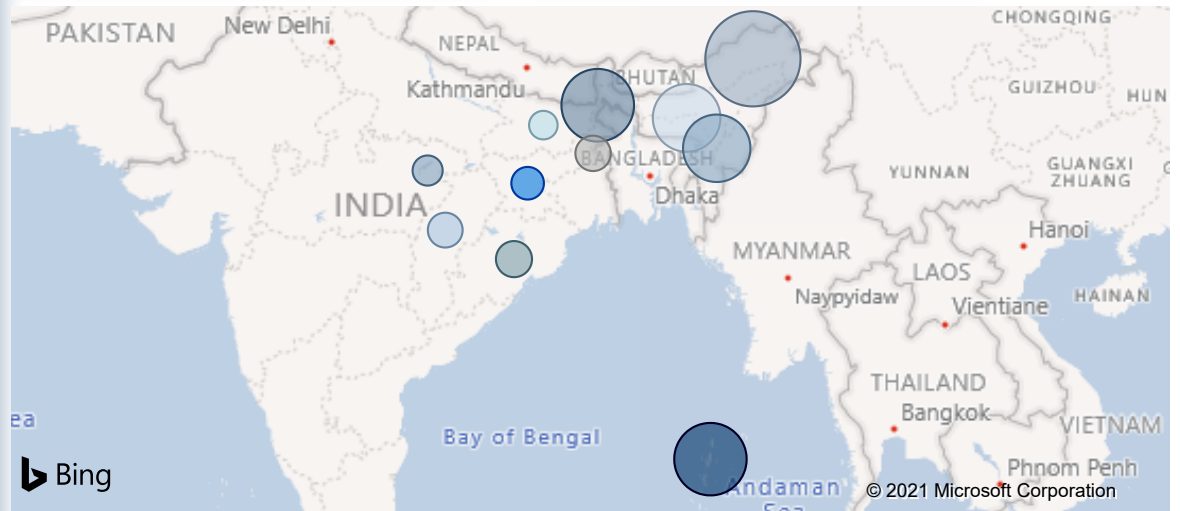 PAKISTAN
New Delhi
NEPAL
Kathmandu
BHUTAN
CHONGQING
GUIZHOU
HUN
BANGLADESH
Dhaka
YUNNAN
GUANGXI
ZHUANG
INDIA
MYANMAR
Naypyidaw
Hanoi
LAOS
Vientiane
HAINAN
THAILAND
Bangkok
VIETNAM
ea
Bay of Bengal
Phnom Penh
Bing
Andaman
Sea
© 2021 Microsoft Corporation